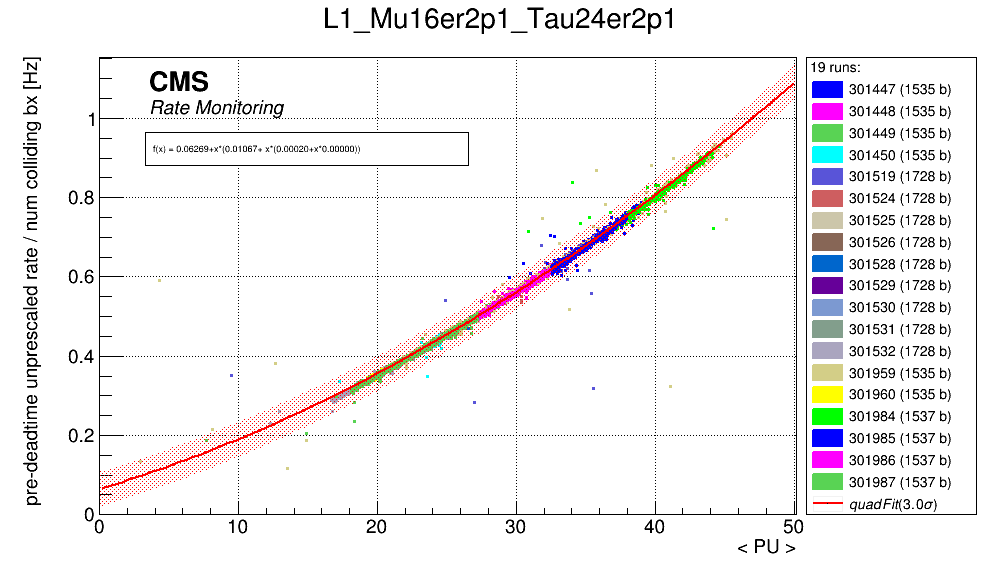 L1_Mu16er2p1_Tau24er2p1
pre-deadtime unprescaled rate / num colliding bx [Hz]
CMS
Rate Monitoring
f(x) = 0.06269+x*(0.01067+ x*(0.00020+x*0.00000))
1
0.8
0.6
0.4
0.2
0
0 10 20 30 40 50
< PU >
19 runs:
301447 (1535 b)
301448 (1535 b)
301449 (1535 b)
301450 (1535 b)
301519 (1728 b)
301524 (1728 b)
301525 (1728 b)
301526 (1728 b)
301528 (1728 b)
301529 (1728 b)
301530 (1728 b)
301531 (1728 b)
301532 (1728 b)
301959 (1535 b)
301960 (1535 b)
301984 (1537 b)
301985 (1537 b)
301986 (1537 b)
301987 (1537 b)
quadFit(3.0σ)